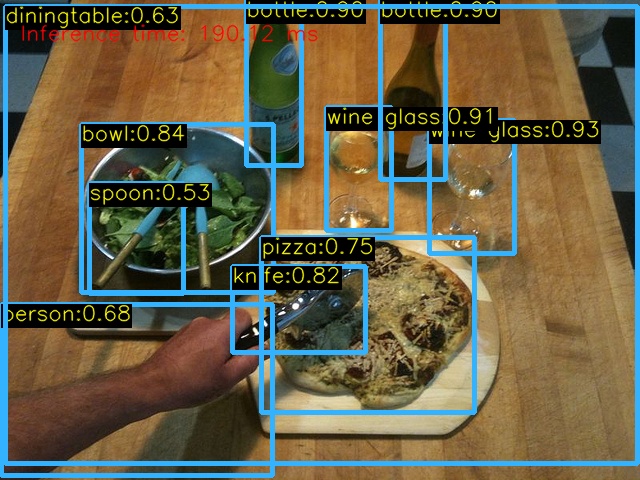 bottle:0.90 bottle:0.90
diningtable:0.63
Inference time: 190.12 ms
wine glass:0.91
wine glass:0.93
bowl:0.84
spoon:0.53
pizza:0.75
knife:0.82
person:0.68